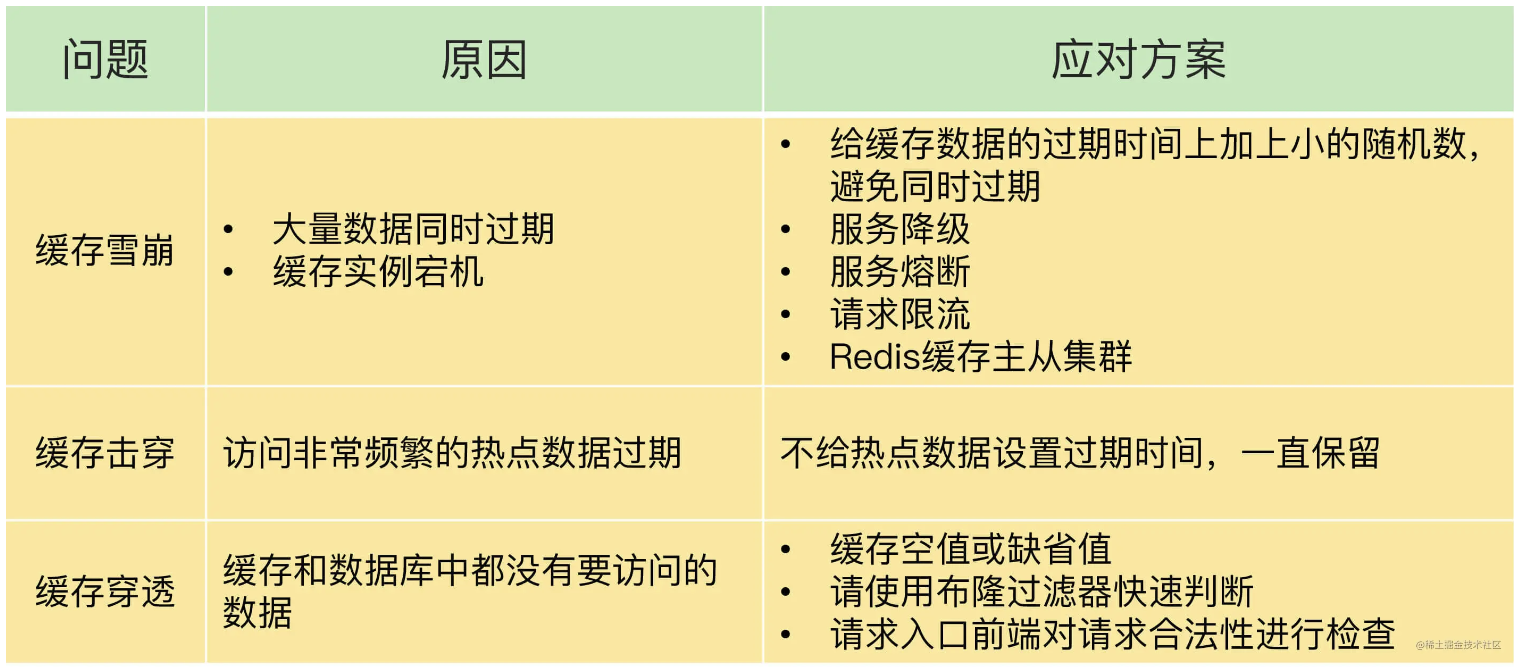 问题
原因
应对方案
缓存雪崩
• 大量数据同时过期
• 缓存实例宕机
• 给缓存数据的过期时间上加上小的随机数，
避免同时过期
• 服务降级
• 服务熔断
• 请求限流
• Redis缓存主从集群
缓存击穿
访问非常频繁的热点数据过期
不给热点数据设置过期时间，一直保留
缓存穿透
缓存和数据库中都没有要访问的
数据
• 缓存空值或缺省值
• 请使用布隆过滤器快速判断
• 请求入口前端对请求合法性进行检查
@稀土掘金技术社区